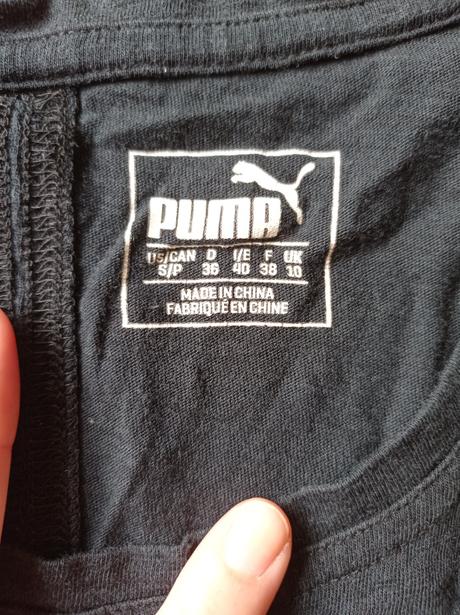 PUMA
US/CAN D I/E F UK
S/P 36 40 38 10
MADE IN CHINA
FABRIQUÉ EN CHINE